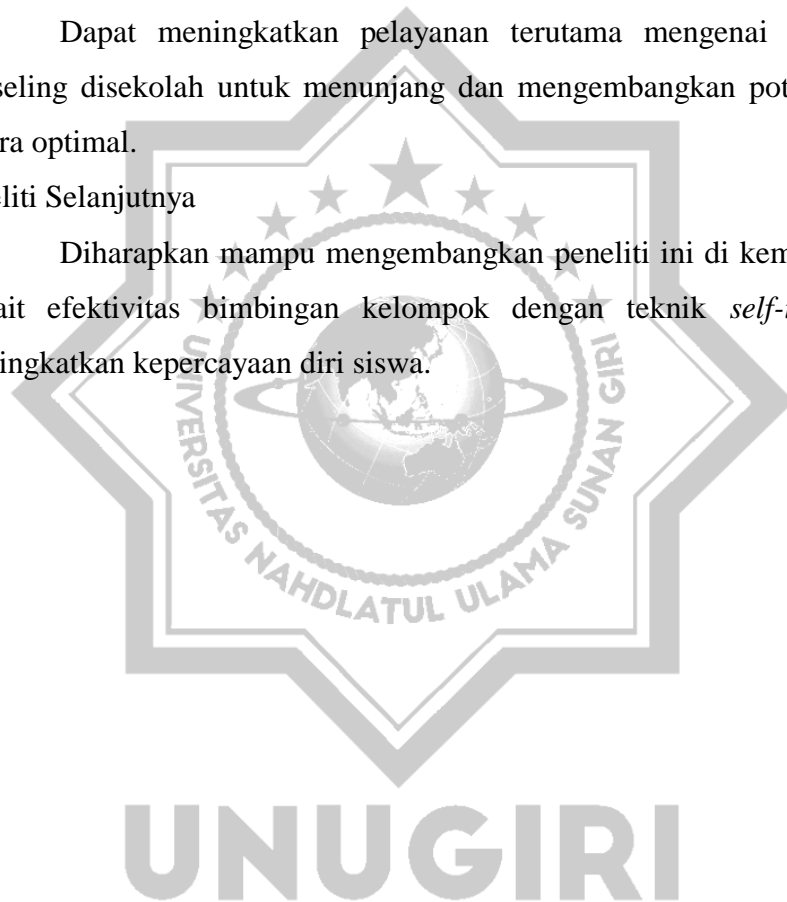 Dapat meningkatkan pelayanan terutama mengenai
seling disekolah untuk menunjang dan mengembangkan pot
ra optimal.
liti Selanjutnya
Diharapkan mampu mengembangkan peneliti ini di kem
ait efektivitas bimbingan kelompok dengan teknik self-
ingkatkan kepercayaan diri siswa.
UNIVERSITAS NAHDLATUL ULAMA SUNAN GIRI
UNUGIRI